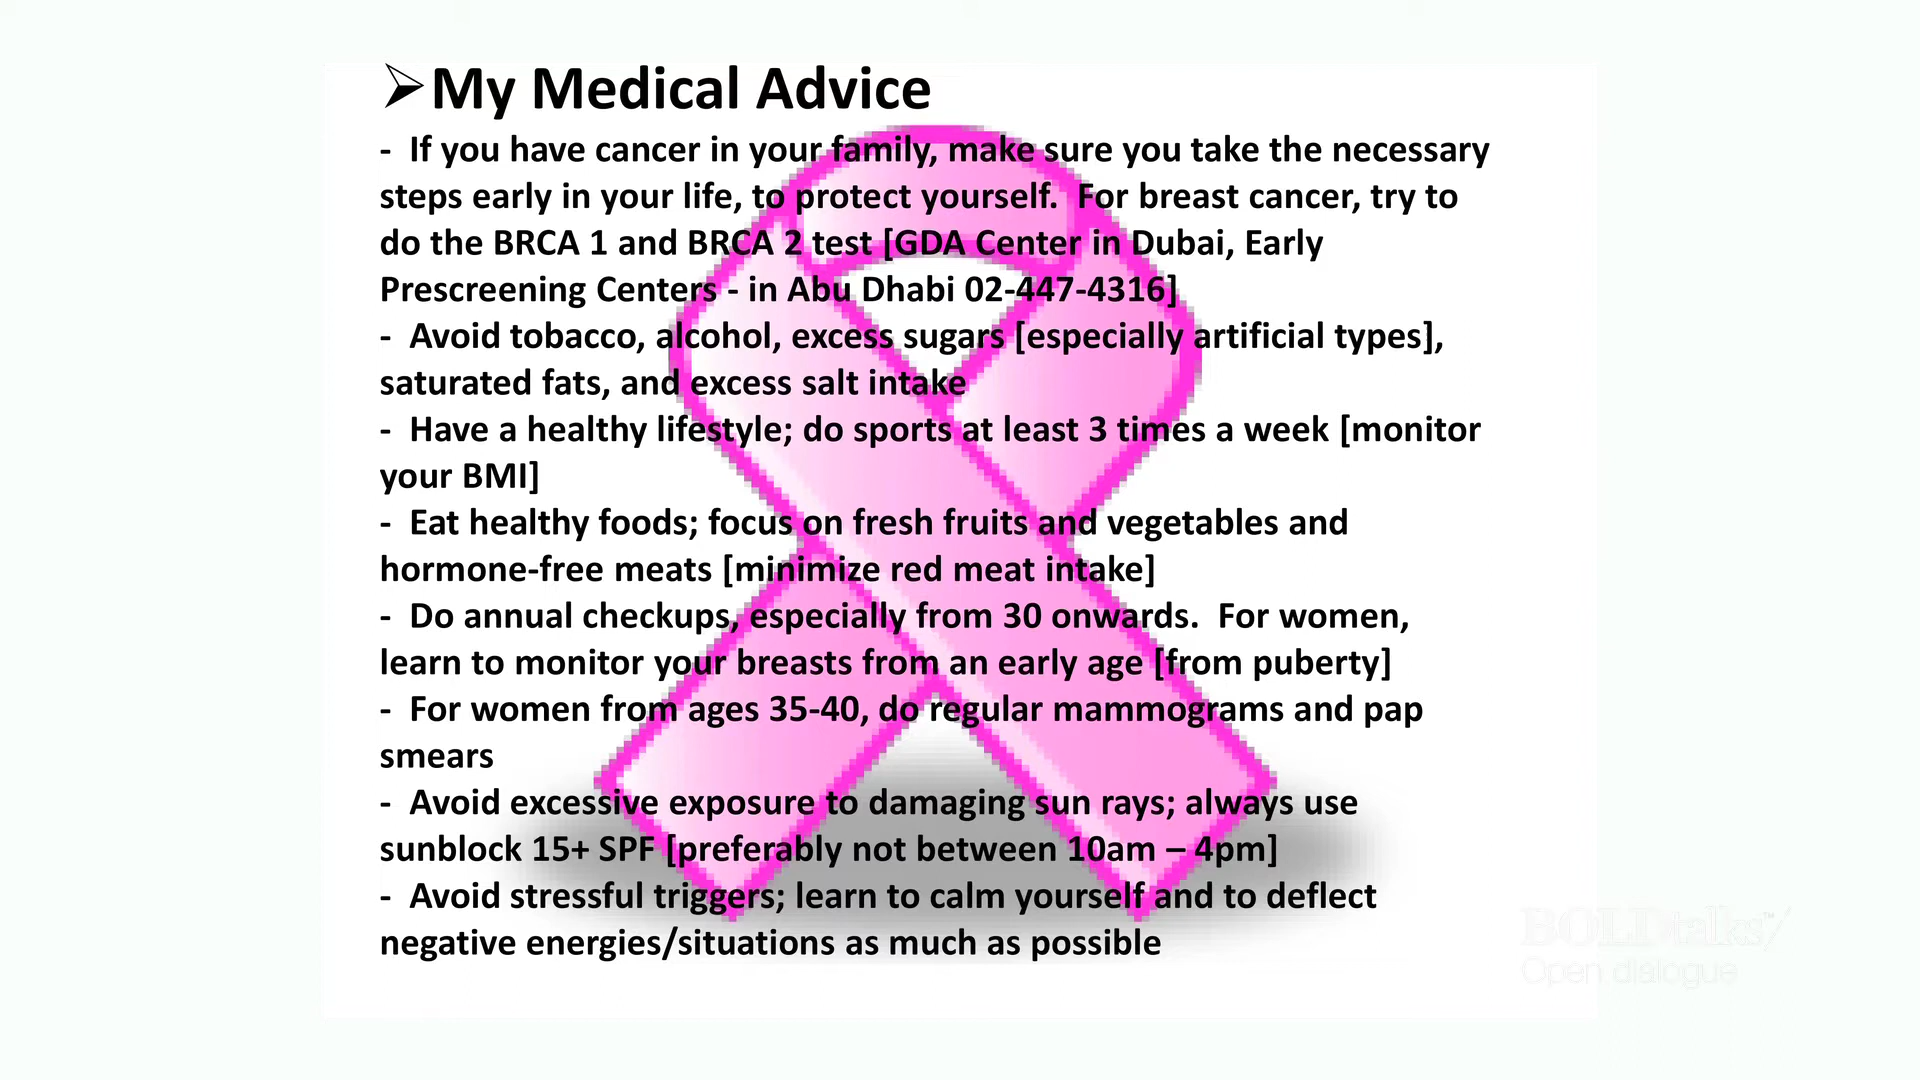 ➢My Medical Advice
- If you have cancer in your family, make sure you take the necessary
steps early in your life, to protect yourself. For breast cancer, try to
do the BRCA 1 and BRCA 2 test [GDA Center in Dubai, Early
Prescreening Centers - in Abu Dhabi 02-447-4316]
- Avoid tobacco, alcohol, excess sugars [especially artificial types],
saturated fats, and excess salt intake
- Have a healthy lifestyle; do sports at least 3 times a week [monitor
your BMI]
- Eat healthy foods; focus on fresh fruits and vegetables and
hormone-free meats [minimize red meat intake]
- Do annual checkups, especially from 30 onwards. For women,
learn to monitor your breasts from an early age [from puberty]
- For women from ages 35-40, do regular mammograms and pap
smears
- Avoid excessive exposure to damaging sun rays; always use
sunblock 15+ SPF [preferably not between 10am – 4pm]
- Avoid stressful triggers; learn to calm yourself and to deflect
negative energies/situations as much as possible
BOLDtalks™
Open dialogue